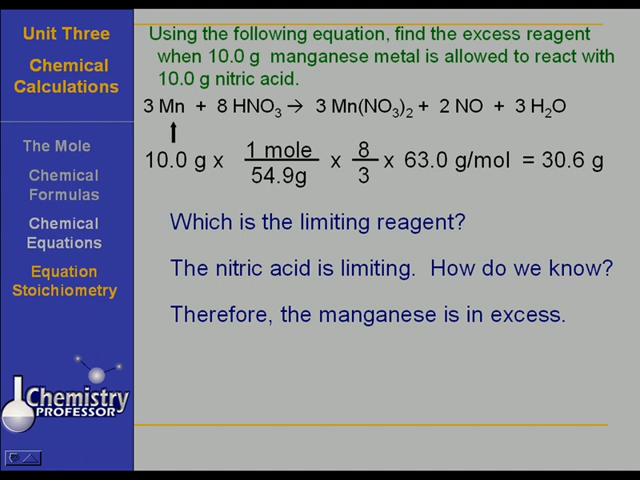 Unit Three
Chemical
Calculations
The Mole
Chemical
Formulas
Chemical
Equations
Equation
Stoichiometry
Chemistry
PROFESSOR
Using the following equation, find the excess reagent
when 10.0 g manganese metal is allowed to react with
10.0 g nitric acid.
3 Mn + 8 HNO₃ → 3 Mn(NO₃)₂ + 2 NO + 3 H₂O
10.0 g x 1 mole / 54.9g x 8 / 3 x 63.0 g/mol = 30.6 g
Which is the limiting reagent?
The nitric acid is limiting. How do we know?
Therefore, the manganese is in excess.